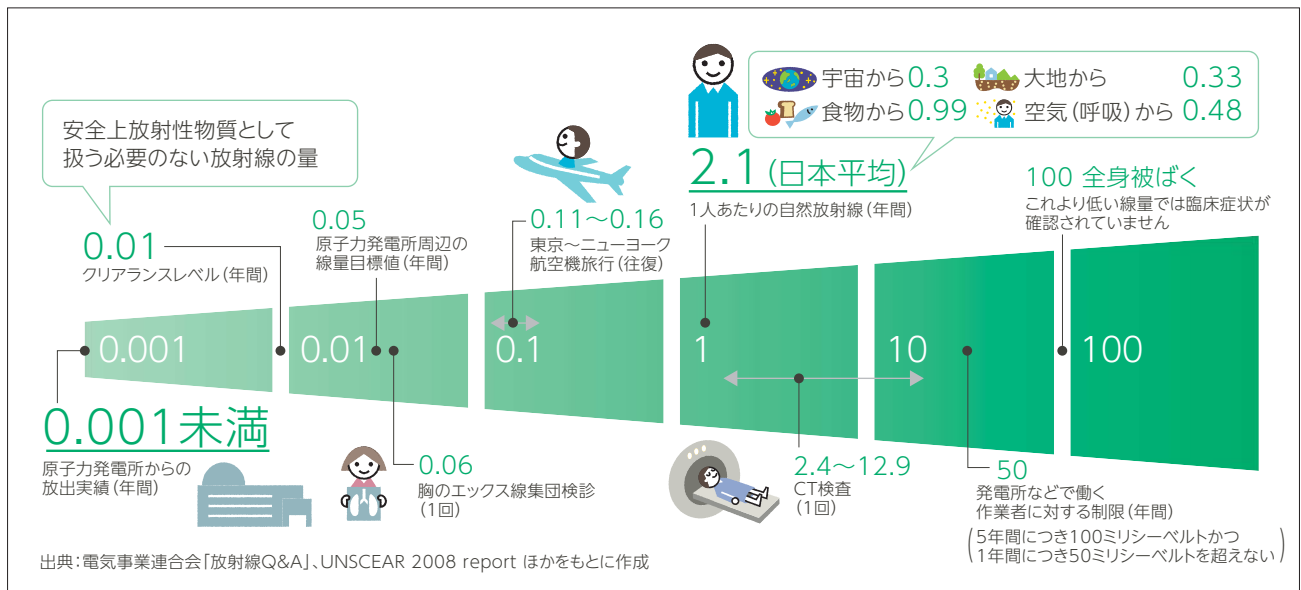 宇宙から0.3 大地から 0.33
食物から0.99 空気(呼吸)から 0.48
安全上放射性物質として
扱う必要のない放射線の量
2.1(日本平均)
1人あたりの自然放射線(年間)
100 全身被ばく
これより低い線量では臨床症状が
確認されていません
0.01
クリアランスレベル(年間)
0.05
原子力発電所周辺の
線量目標値(年間)
0.11〜0.16
東京〜ニューヨーク
航空機旅行(往復)
0.001
0.01
0.1
1
10
100
0.001未満
原子力発電所からの
放出実績(年間)
0.06
胸のエックス線集団検診
(1回)
2.4〜12.9
CT検査
(1回)
50
発電所などで働く
作業者に対する制限(年間)
(5年間につき100ミリシーベルトかつ
1年間につき50ミリシーベルトを超えない)
出典:電気事業連合会「放射線Q&A」、UNSCEAR 2008 report ほかをもとに作成